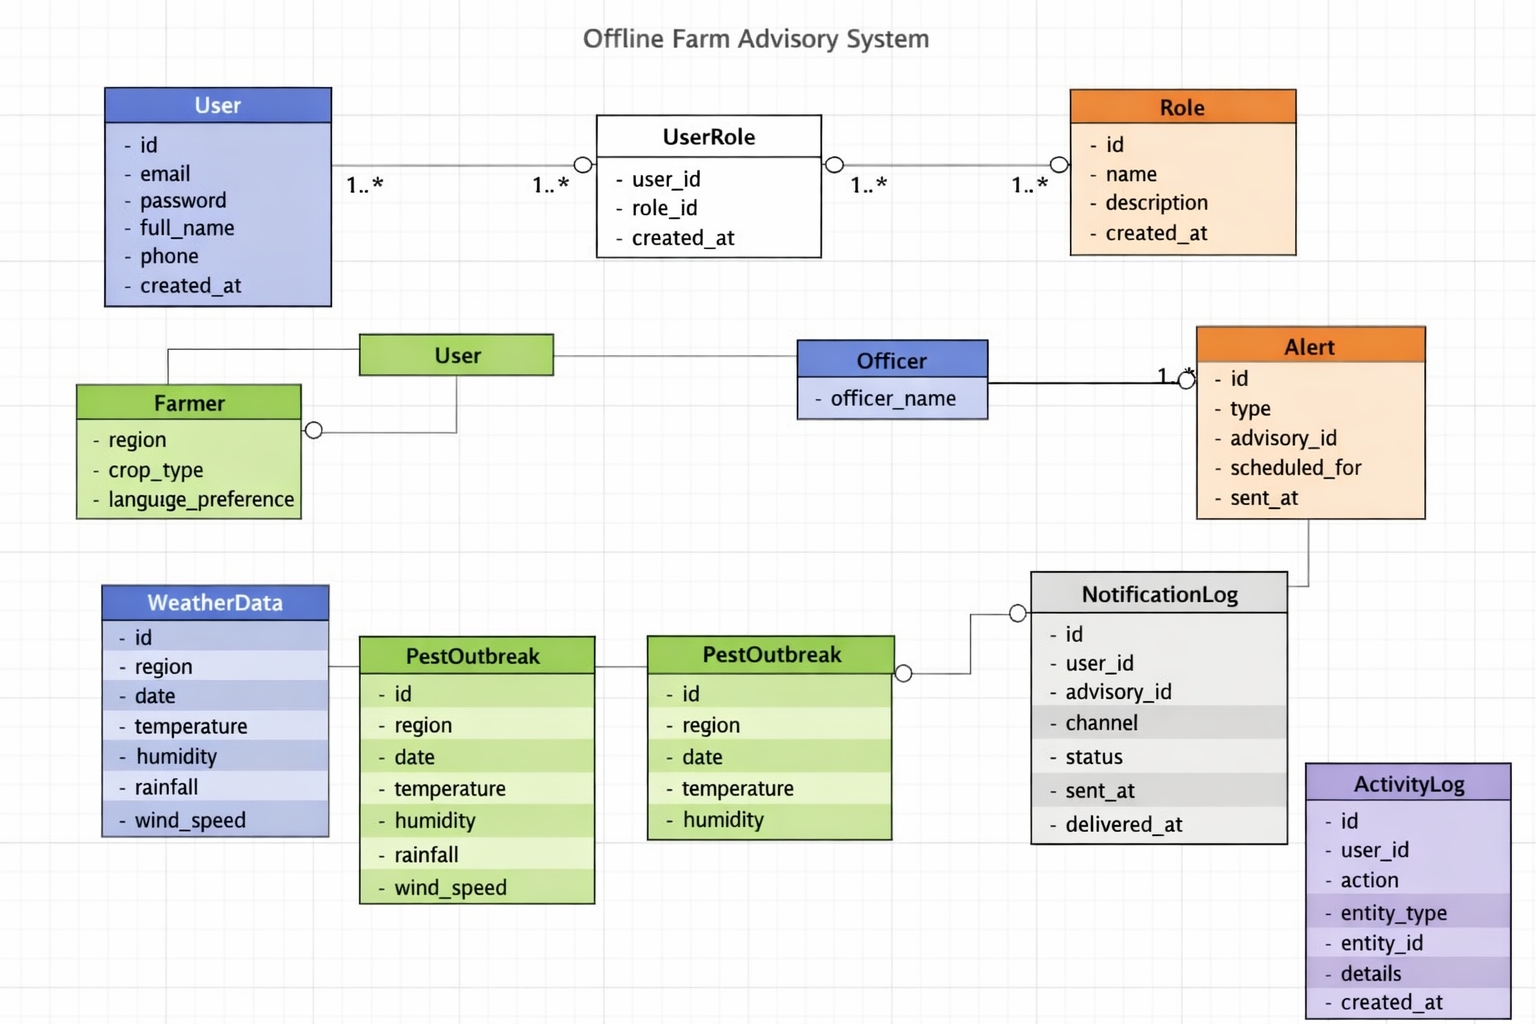 Offline Farm Advisory System
User
- id
- email
- password
- full_name
- phone
- created_at
1..*
1..*
UserRole
- user_id
- role_id
- created_at
1..*
1..*
Role
- id
- name
- description
- created_at
User
Farmer
- region
- crop_type
- language_preference
Officer
- officer_name
1..*
Alert
- id
- type
- advisory_id
- scheduled_for
- sent_at
WeatherData
- id
- region
- date
- temperature
- humidity
- rainfall
- wind_speed
PestOutbreak
- id
- region
- date
- temperature
- humidity
- rainfall
- wind_speed
PestOutbreak
- id
- region
- date
- temperature
- humidity
NotificationLog
- id
- user_id
- advisory_id
- channel
- status
- sent_at
- delivered_at
ActivityLog
- id
- user_id
- action
- entity_type
- entity_id
- details
- created_at